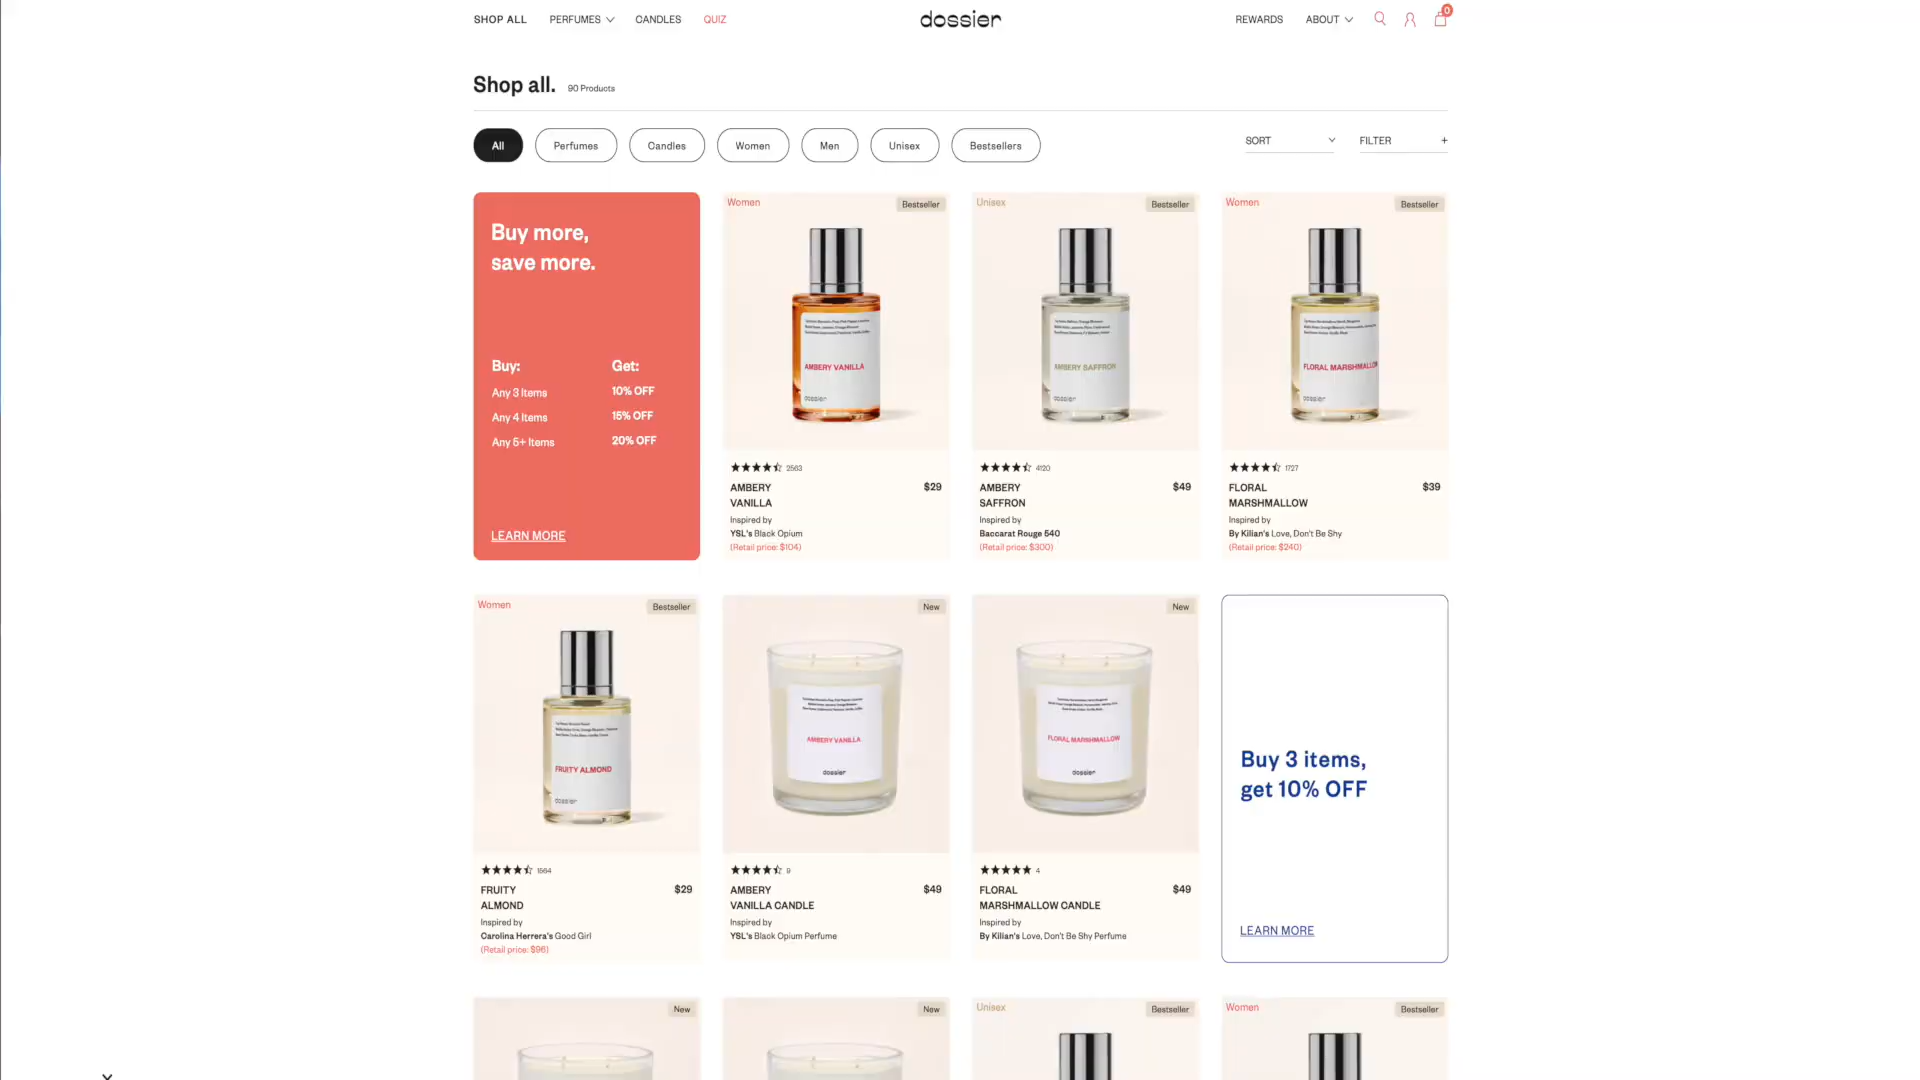 SHOP ALL PERFUMES CANDLES QUIZ dossier REWARDS ABOUT 0
Shop all. 90 Products
All Perfumes Candles Women Men Unisex Bestsellers SORT FILTER +
Buy more,
save more.
Buy: Get:
Any 3 Items 10% OFF
Any 4 Items 15% OFF
Any 5+ Items 20% OFF
LEARN MORE
Women Bestseller
AMBERY VANILLA
dossier
2563
AMBERY $29
VANILLA
Inspired by
YSL's Black Opium
(Retail price: $104)
Unisex Bestseller
AMBERY SAFFRON
dossier
4120
AMBERY $49
SAFFRON
Inspired by
Baccarat Rouge 540
(Retail price: $300)
Women Bestseller
FLORAL MARSHMALLOW
dossier
1727
FLORAL $39
MARSHMALLOW
Inspired by
By Kilian's Love, Don't Be Shy
(Retail price: $240)
Women Bestseller
FRUITY ALMOND
dossier
1564
FRUITY $29
ALMOND
Inspired by
Carolina Herrera's Good Girl
(Retail price: $96)
New
AMBERY VANILLA
dossier
9
AMBERY $49
VANILLA CANDLE
Inspired by
YSL's Black Opium Perfume
New
FLORAL MARSHMALLOW
dossier
4
FLORAL $49
MARSHMALLOW CANDLE
Inspired by
By Kilian's Love, Don't Be Shy Perfume
Buy 3 items,
get 10% OFF
LEARN MORE
New
New
Unisex Bestseller
Women Bestseller